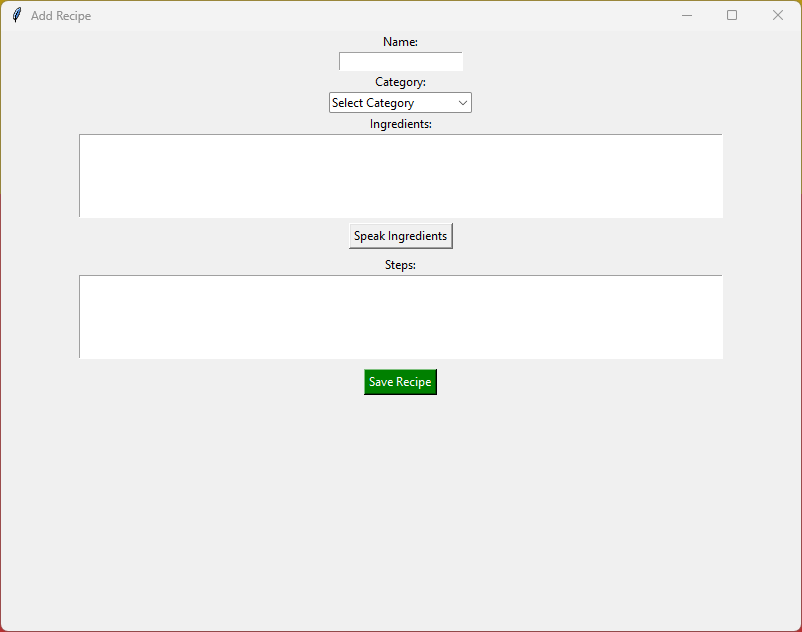 Add Recipe
Name:
Category:
Select Category
Ingredients:
Speak Ingredients
Steps:
Save Recipe